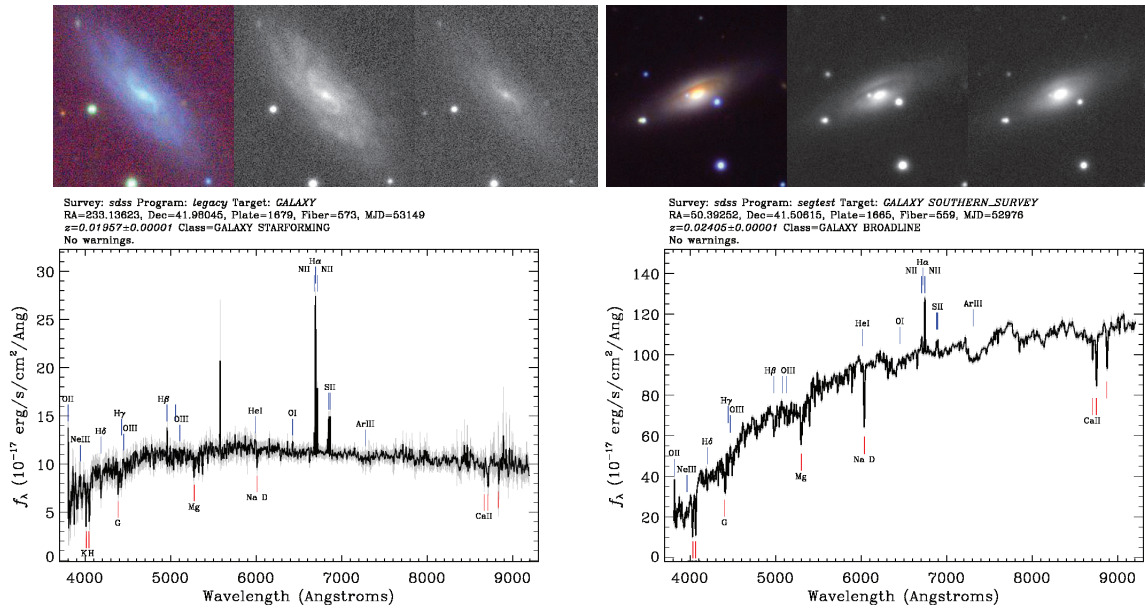 Survey: sdss Program: legacy Target: GALAXY
RA=233.13623, Dec=41.98045, Plate=1679, Fiber=573, MJD=53149
z=0.01957±0.00001 Class=GALAXY STARFORMING
No warnings.
Hα
NII NII
30
25
20
15
10
5
0
f_λ (10⁻¹⁷ erg/s/cm²/Ang)
OII
NeIII
Hδ
Hγ
OIII
Hβ
OIII
HeI
OI
SII
ArIII
K H
G
Mg
Na D
CaII
4000 5000 6000 7000 8000 9000
Wavelength (Angstroms)
Survey: sdss Program: segtest Target: GALAXY SOUTHERN_SURVEY
RA=50.39252, Dec=41.50615, Plate=1665, Fiber=559, MJD=52976
z=0.02405±0.00001 Class=GALAXY BROADLINE
No warnings.
Hα
NII NII
140
120
100
80
60
40
20
0
f_λ (10⁻¹⁷ erg/s/cm²/Ang)
OII
NeIII
Hδ
Hγ
OIII
Hβ OIII
HeI
OI
SII
ArIII
G
Mg
Na D
CaII
4000 5000 6000 7000 8000 9000
Wavelength (Angstroms)